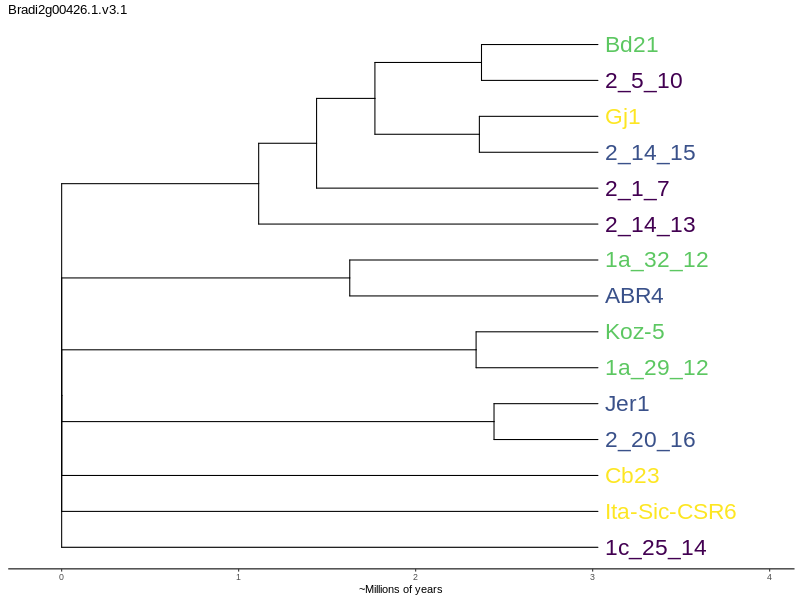 Bradi2g00426.1.v3.1
Bd21
2_5_10
Gj1
2_14_15
2_1_7
2_14_13
1a_32_12
ABR4
Koz-5
1a_29_12
Jer1
2_20_16
Cb23
Ita-Sic-CSR6
1c_25_14
0 1 2 3 4
~Millions of years